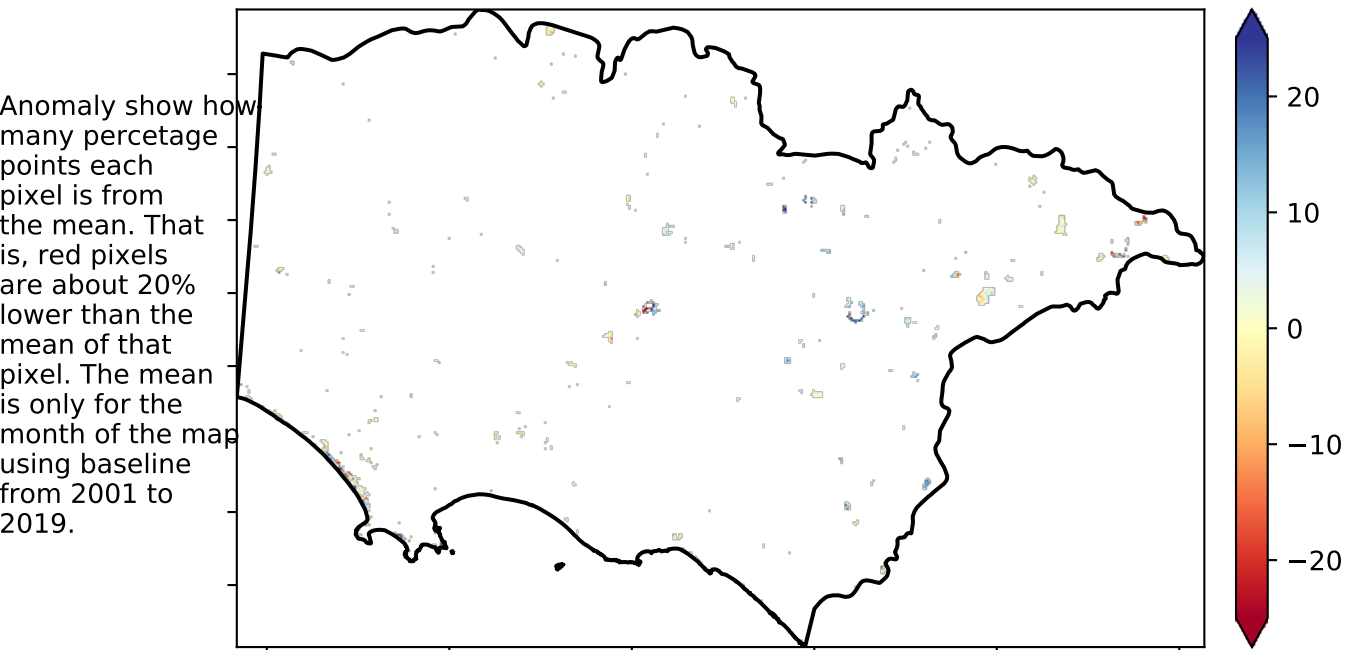 Anomaly show how
many percetage
points each
pixel is from
the mean. That
is, red pixels
are about 20%
lower than the
mean of that
pixel. The mean
is only for the
month of the map
using baseline
from 2001 to
2019.
20
10
0
−10
−20